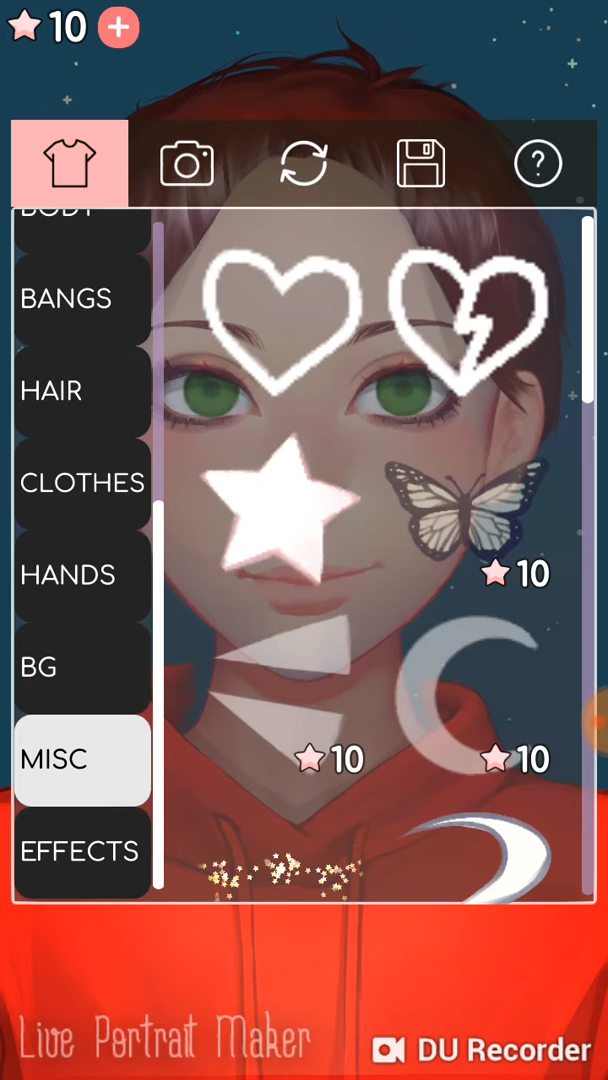 10
BODY
BANGS
HAIR
CLOTHES
10
HANDS
BG
MISC
10
10
EFFECTS
Live Portrait Maker
DU Recorder